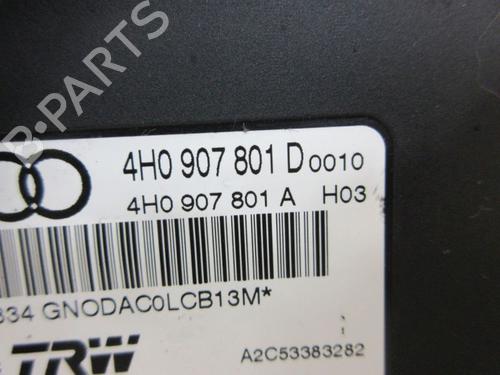 B-PARTS
4H0 907 801 D 0010
4H0 907 801 A H03
334 GNODAC0LCB13M*
TRW A2C53383282